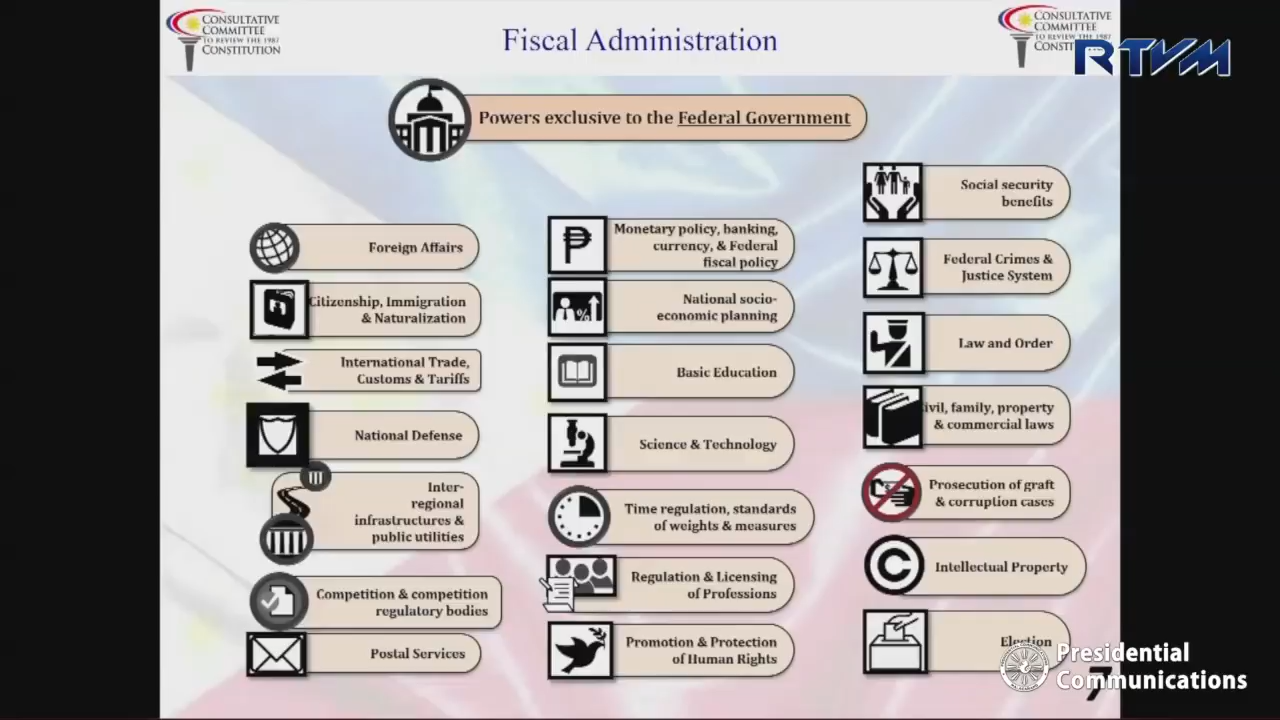 CONSULTATIVE
COMMITTEE
TO REVIEW THE 1987
CONSTITUTION
Fiscal Administration
CONSULTATIVE
COMMITTEE
TO REVIEW THE 1987
RTVM
Powers exclusive to the Federal Government
Foreign Affairs
Citizenship, Immigration
& Naturalization
International Trade,
Customs & Tariffs
National Defense
Inter-
regional
infrastructures &
public utilities
Competition & competition
regulatory bodies
Postal Services
Monetary policy, banking,
currency, & Federal
fiscal policy
National socio-
economic planning
Basic Education
Science & Technology
Time regulation, standards
of weights & measures
Regulation & Licensing
of Professions
Promotion & Protection
of Human Rights
Social security
benefits
Federal Crimes &
Justice System
Law and Order
ivil, family, property
& commercial laws
Prosecution of graft
& corruption cases
Intellectual Property
Election
Presidential
Communications
7